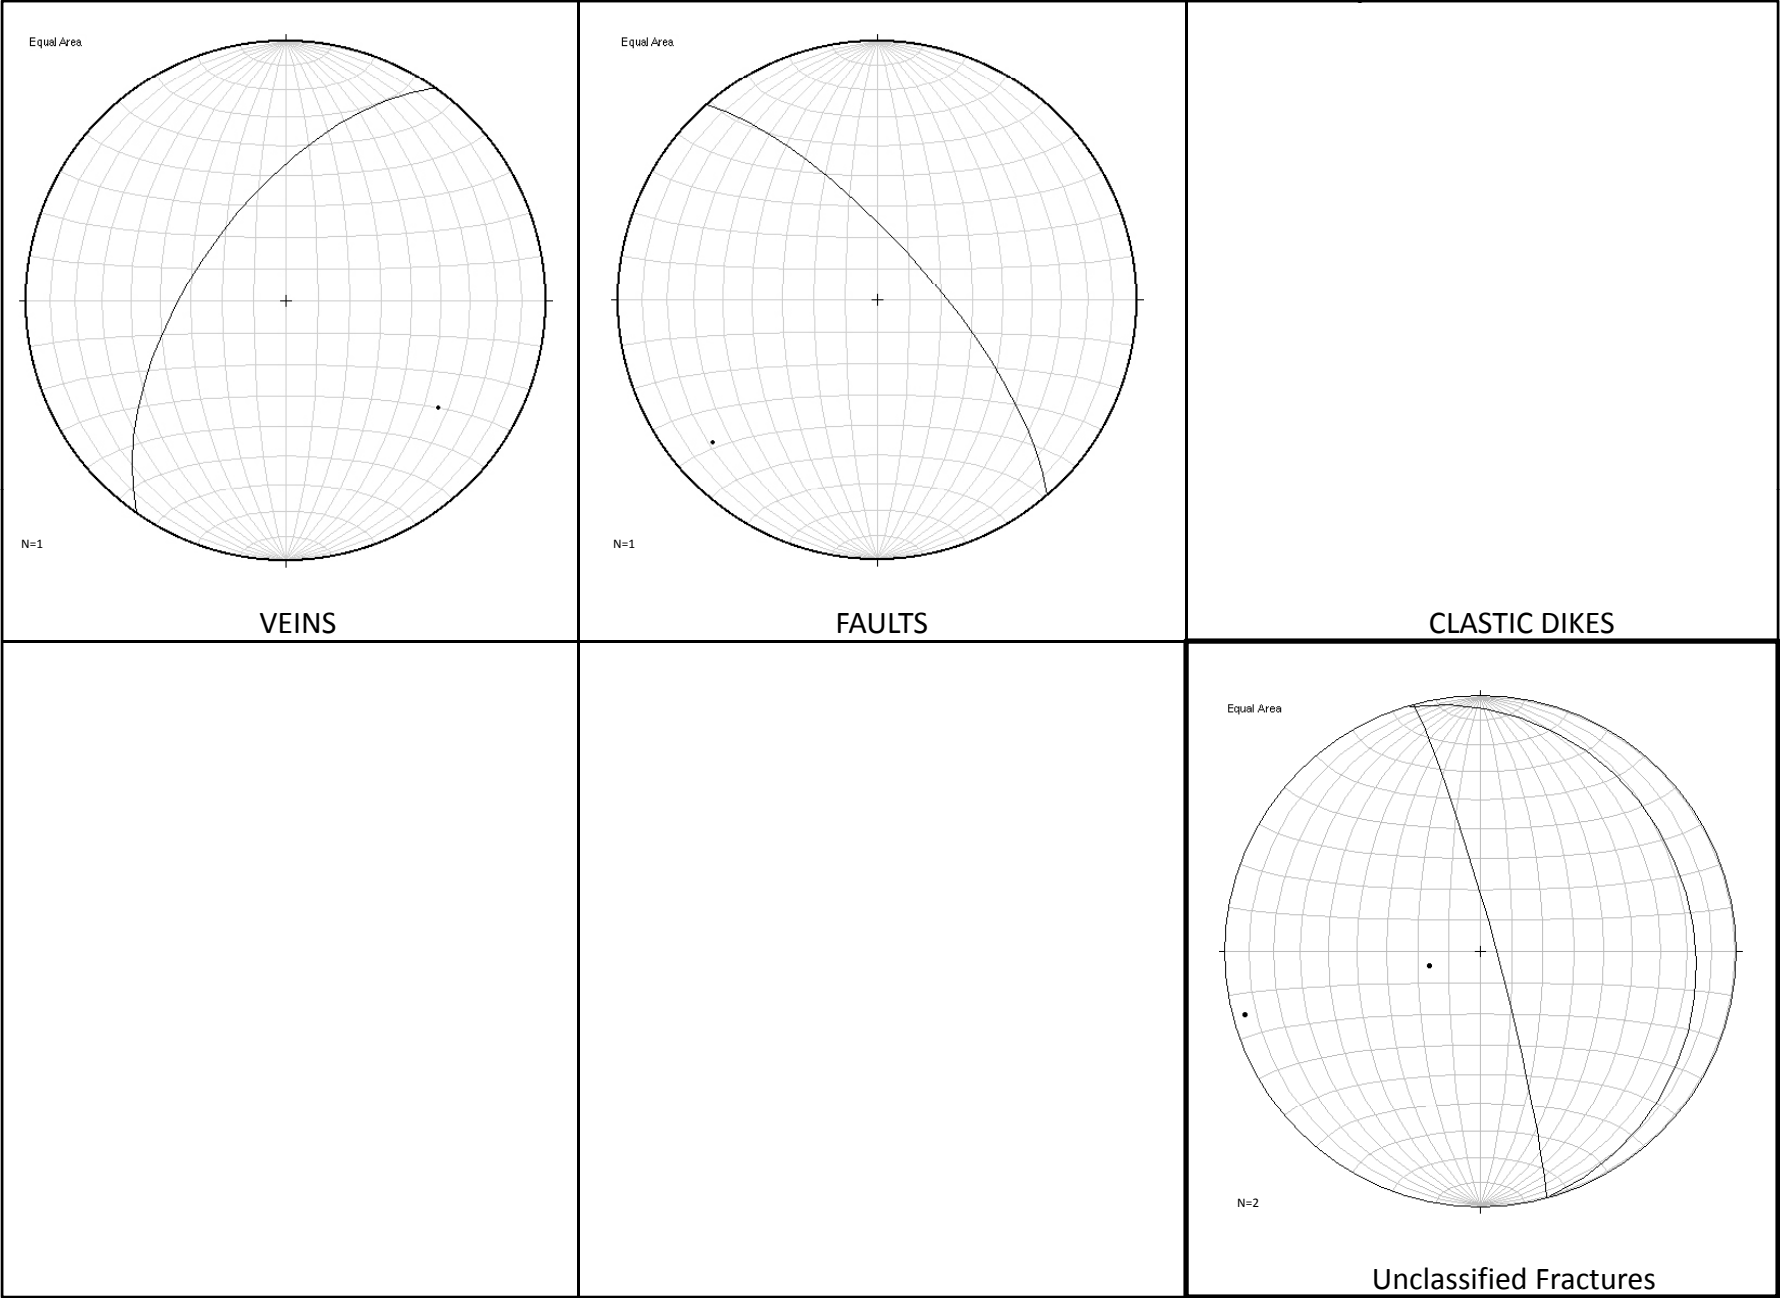 Equal Area
N=1
VEINS
Equal Area
N=1
FAULTS
CLASTIC DIKES
Equal Area
N=2
Unclassified Fractures